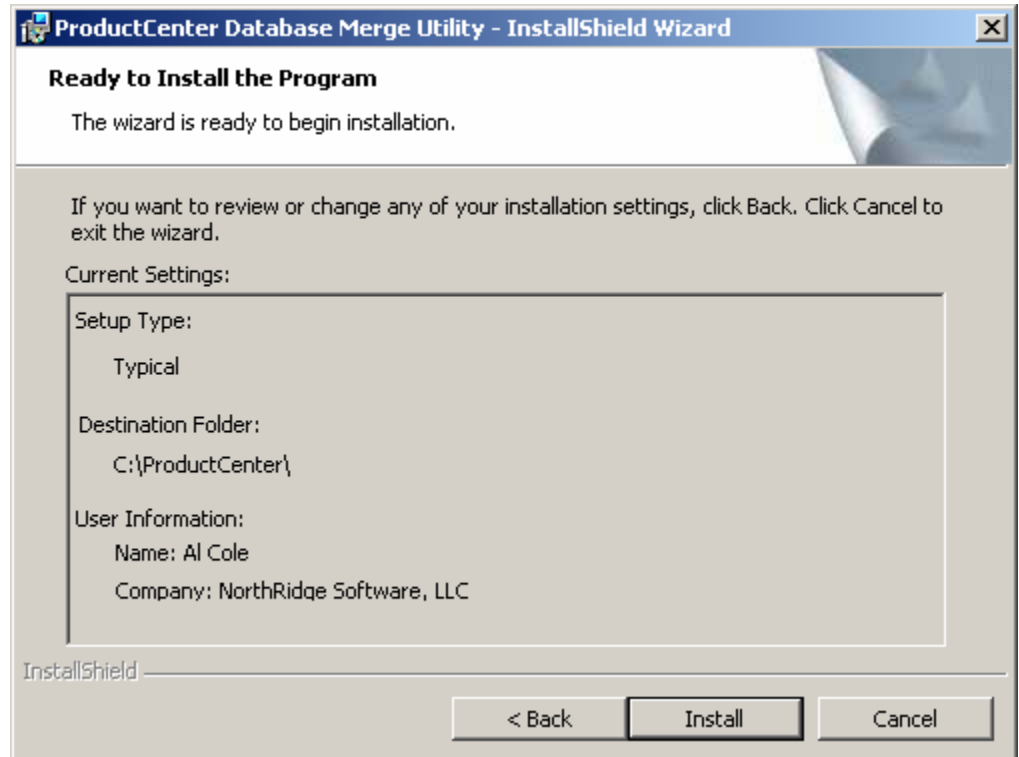 ProductCenter Database Merge Utility - InstallShield Wizard
Ready to Install the Program
The wizard is ready to begin installation.
If you want to review or change any of your installation settings, click Back. Click Cancel to
exit the wizard.
Current Settings:
Setup Type:
Typical
Destination Folder:
C:\ProductCenter\
User Information:
Name: Al Cole
Company: NorthRidge Software, LLC
InstallShield
< Back
Install
Cancel